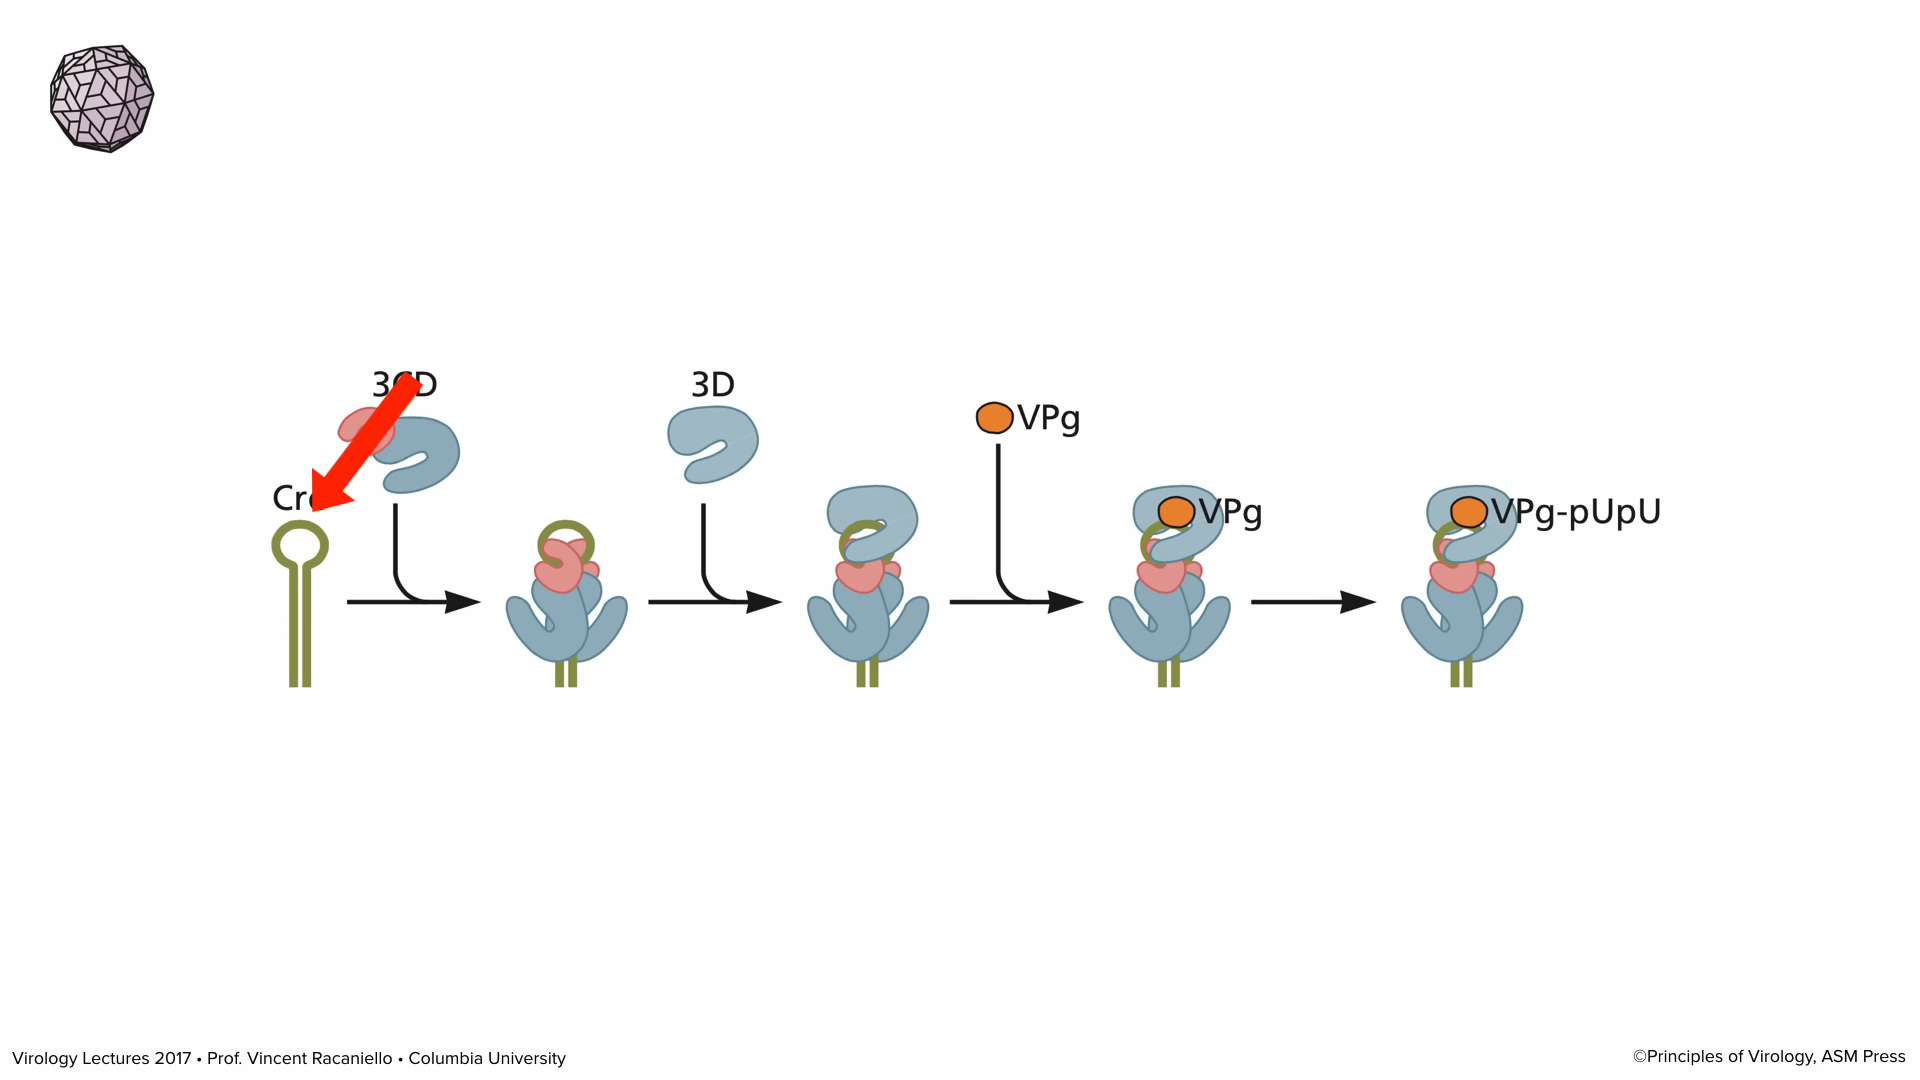 3CD
3D
VPg
Cre
VPg
VPg-pUpU
Virology Lectures 2017 • Prof. Vincent Racaniello • Columbia University
©Principles of Virology, ASM Press